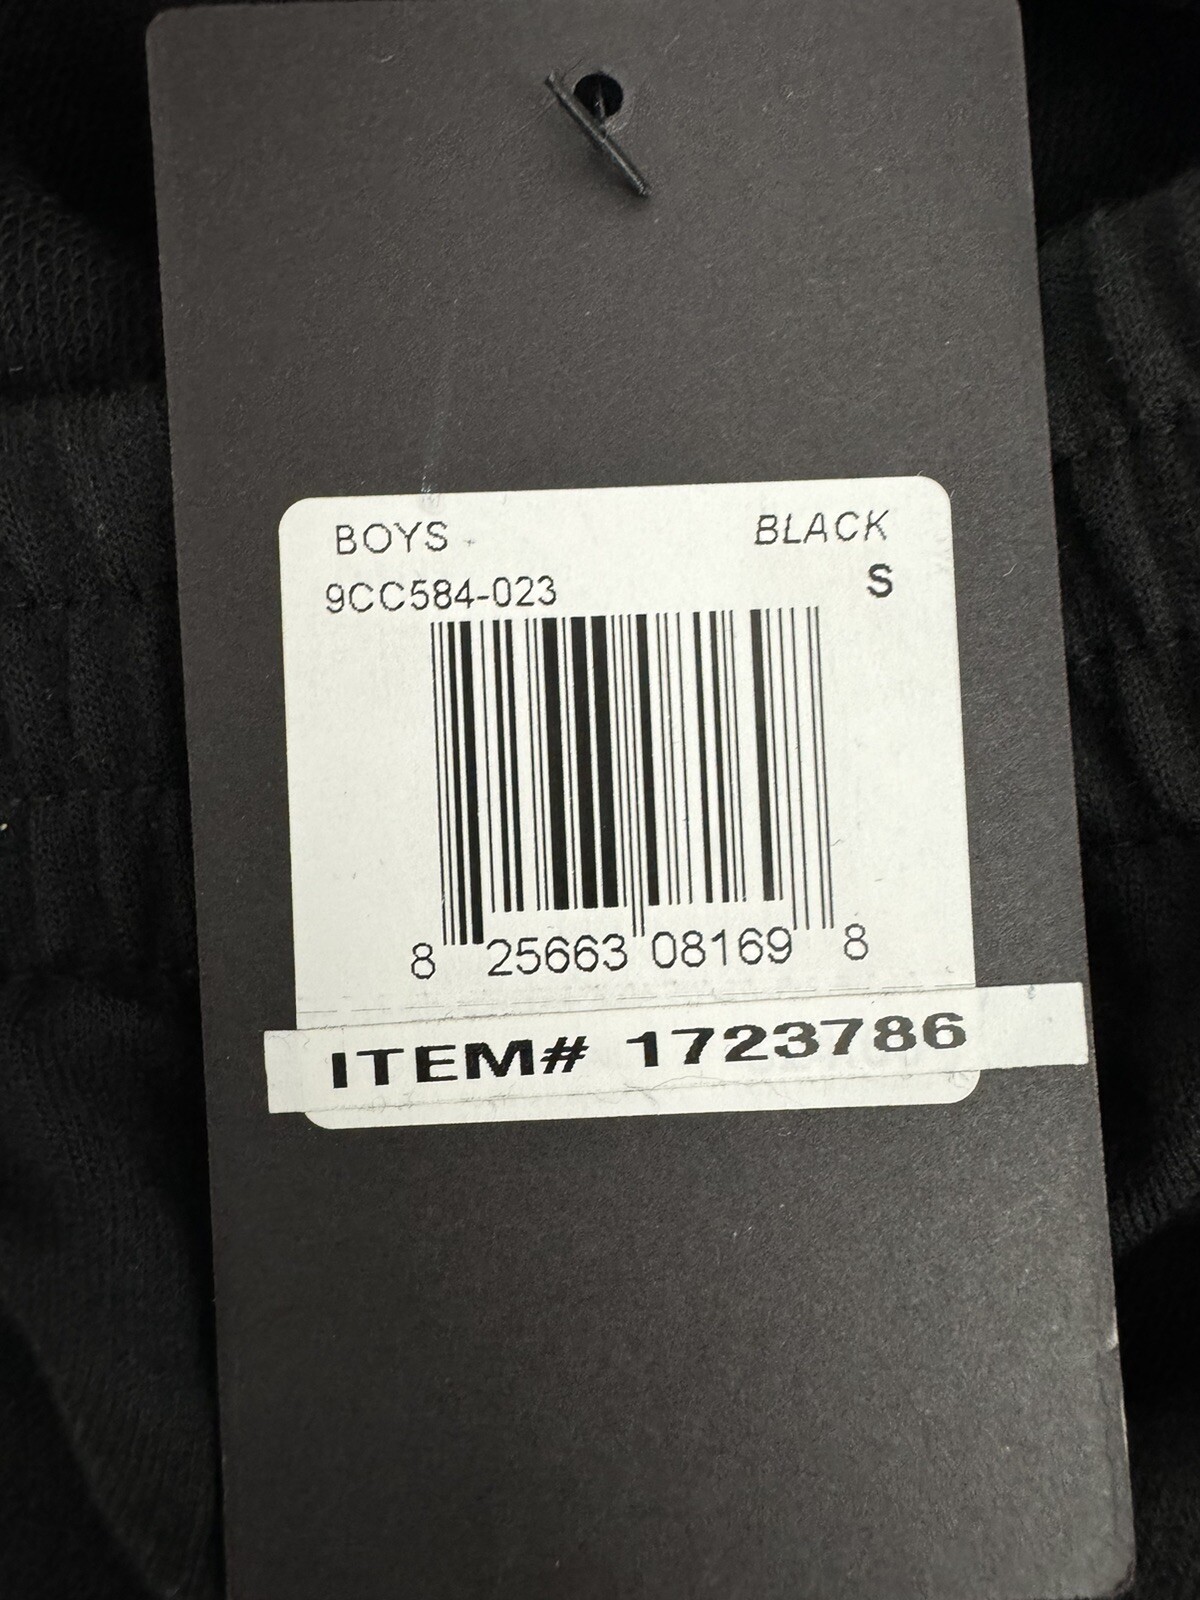 BOYS BLACK
9CC584-023 S
8 25663 08169 8
ITEM# 1723786